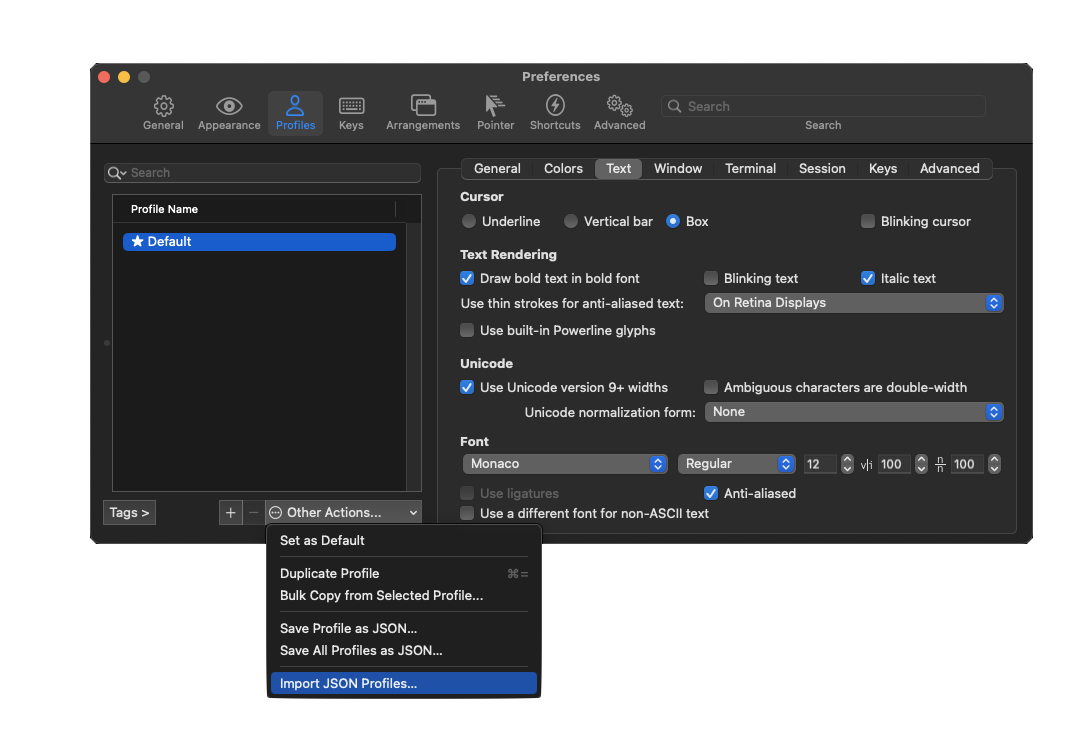 Preferences
General Appearance Profiles Keys Arrangements Pointer Shortcuts Advanced Search
Search
Search
Profile Name
★ Default
Tags >
+ − Other Actions...
Set as Default
Duplicate Profile ⌘=
Bulk Copy from Selected Profile...
Save Profile as JSON...
Save All Profiles as JSON...
Import JSON Profiles...
General Colors Text Window Terminal Session Keys Advanced
Cursor
Underline Vertical bar Box Blinking cursor
Text Rendering
Draw bold text in bold font Blinking text Italic text
Use thin strokes for anti-aliased text: On Retina Displays
Use built-in Powerline glyphs
Unicode
Use Unicode version 9+ widths Ambiguous characters are double-width
Unicode normalization form: None
Font
Monaco Regular 12 v|i 100 n/n 100
Use ligatures Anti-aliased
Use a different font for non-ASCII text